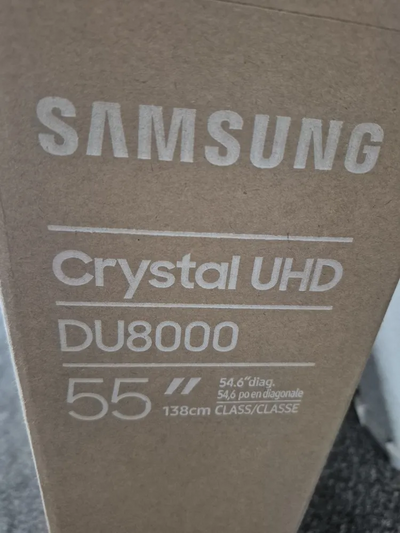 SAMSUNG
Crystal UHD
DU8000
55″ 54.6″diag.
54,6 po en diagonale
138cm CLASS/CLASSE